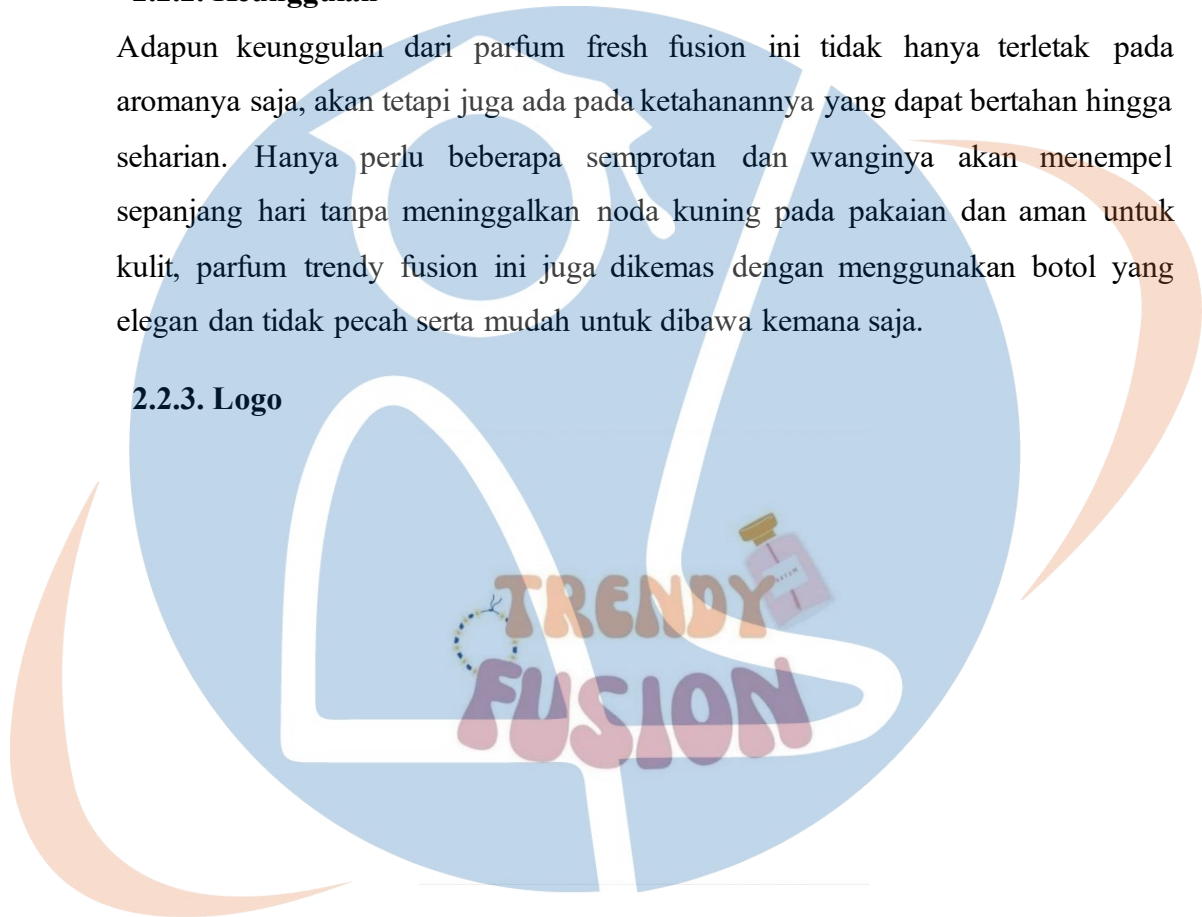 Adapun keunggulan dari parfum fresh fusion ini tidak hanya terletak pada
aromanya saja, akan tetapi juga ada pada ketahanannya yang dapat bertahan hingga
seharian. Hanya perlu beberapa semprotan dan wanginya akan menempel
sepanjang hari tanpa meninggalkan noda kuning pada pakaian dan aman untuk
kulit, parfum trendy fusion ini juga dikemas dengan menggunakan botol yang
elegan dan tidak pecah serta mudah untuk dibawa kemana saja.
2.2.3. Logo
TRENDY
FUSION